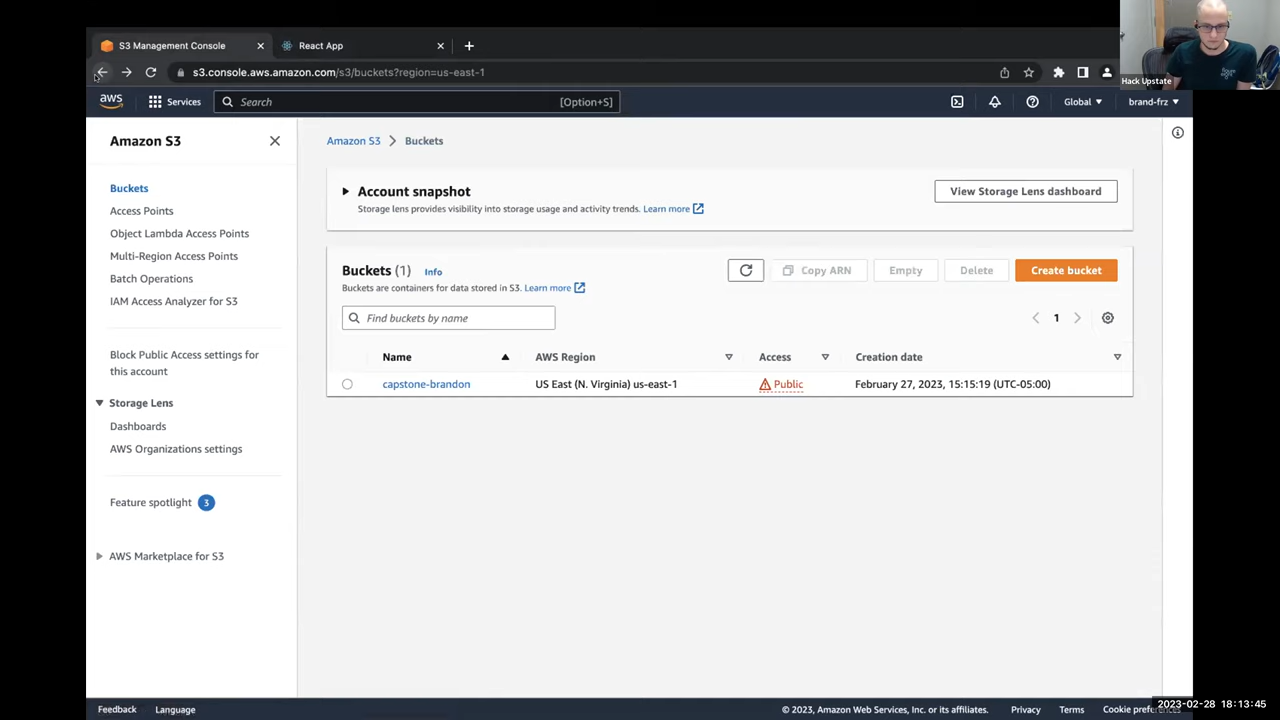 S3 Management Console
React App
s3.console.aws.amazon.com/s3/buckets?region=us-east-1
Hack Upstate
aws
Services
Search
[Option+S]
Global
brand-frz
Amazon S3
Amazon S3 > Buckets
Buckets
Access Points
Object Lambda Access Points
Multi-Region Access Points
Batch Operations
IAM Access Analyzer for S3
Block Public Access settings for
this account
Storage Lens
Dashboards
AWS Organizations settings
Feature spotlight 3
AWS Marketplace for S3
Account snapshot
View Storage Lens dashboard
Storage lens provides visibility into storage usage and activity trends. Learn more
Buckets (1) Info
Copy ARN
Empty
Delete
Create bucket
Buckets are containers for data stored in S3. Learn more
Find buckets by name
1
Name AWS Region Access Creation date
capstone-brandon US East (N. Virginia) us-east-1 Public February 27, 2023, 15:15:19 (UTC-05:00)
Feedback Language © 2023, Amazon Web Services, Inc. or its affiliates. Privacy Terms Cookie
2023-02-28 18:13:45